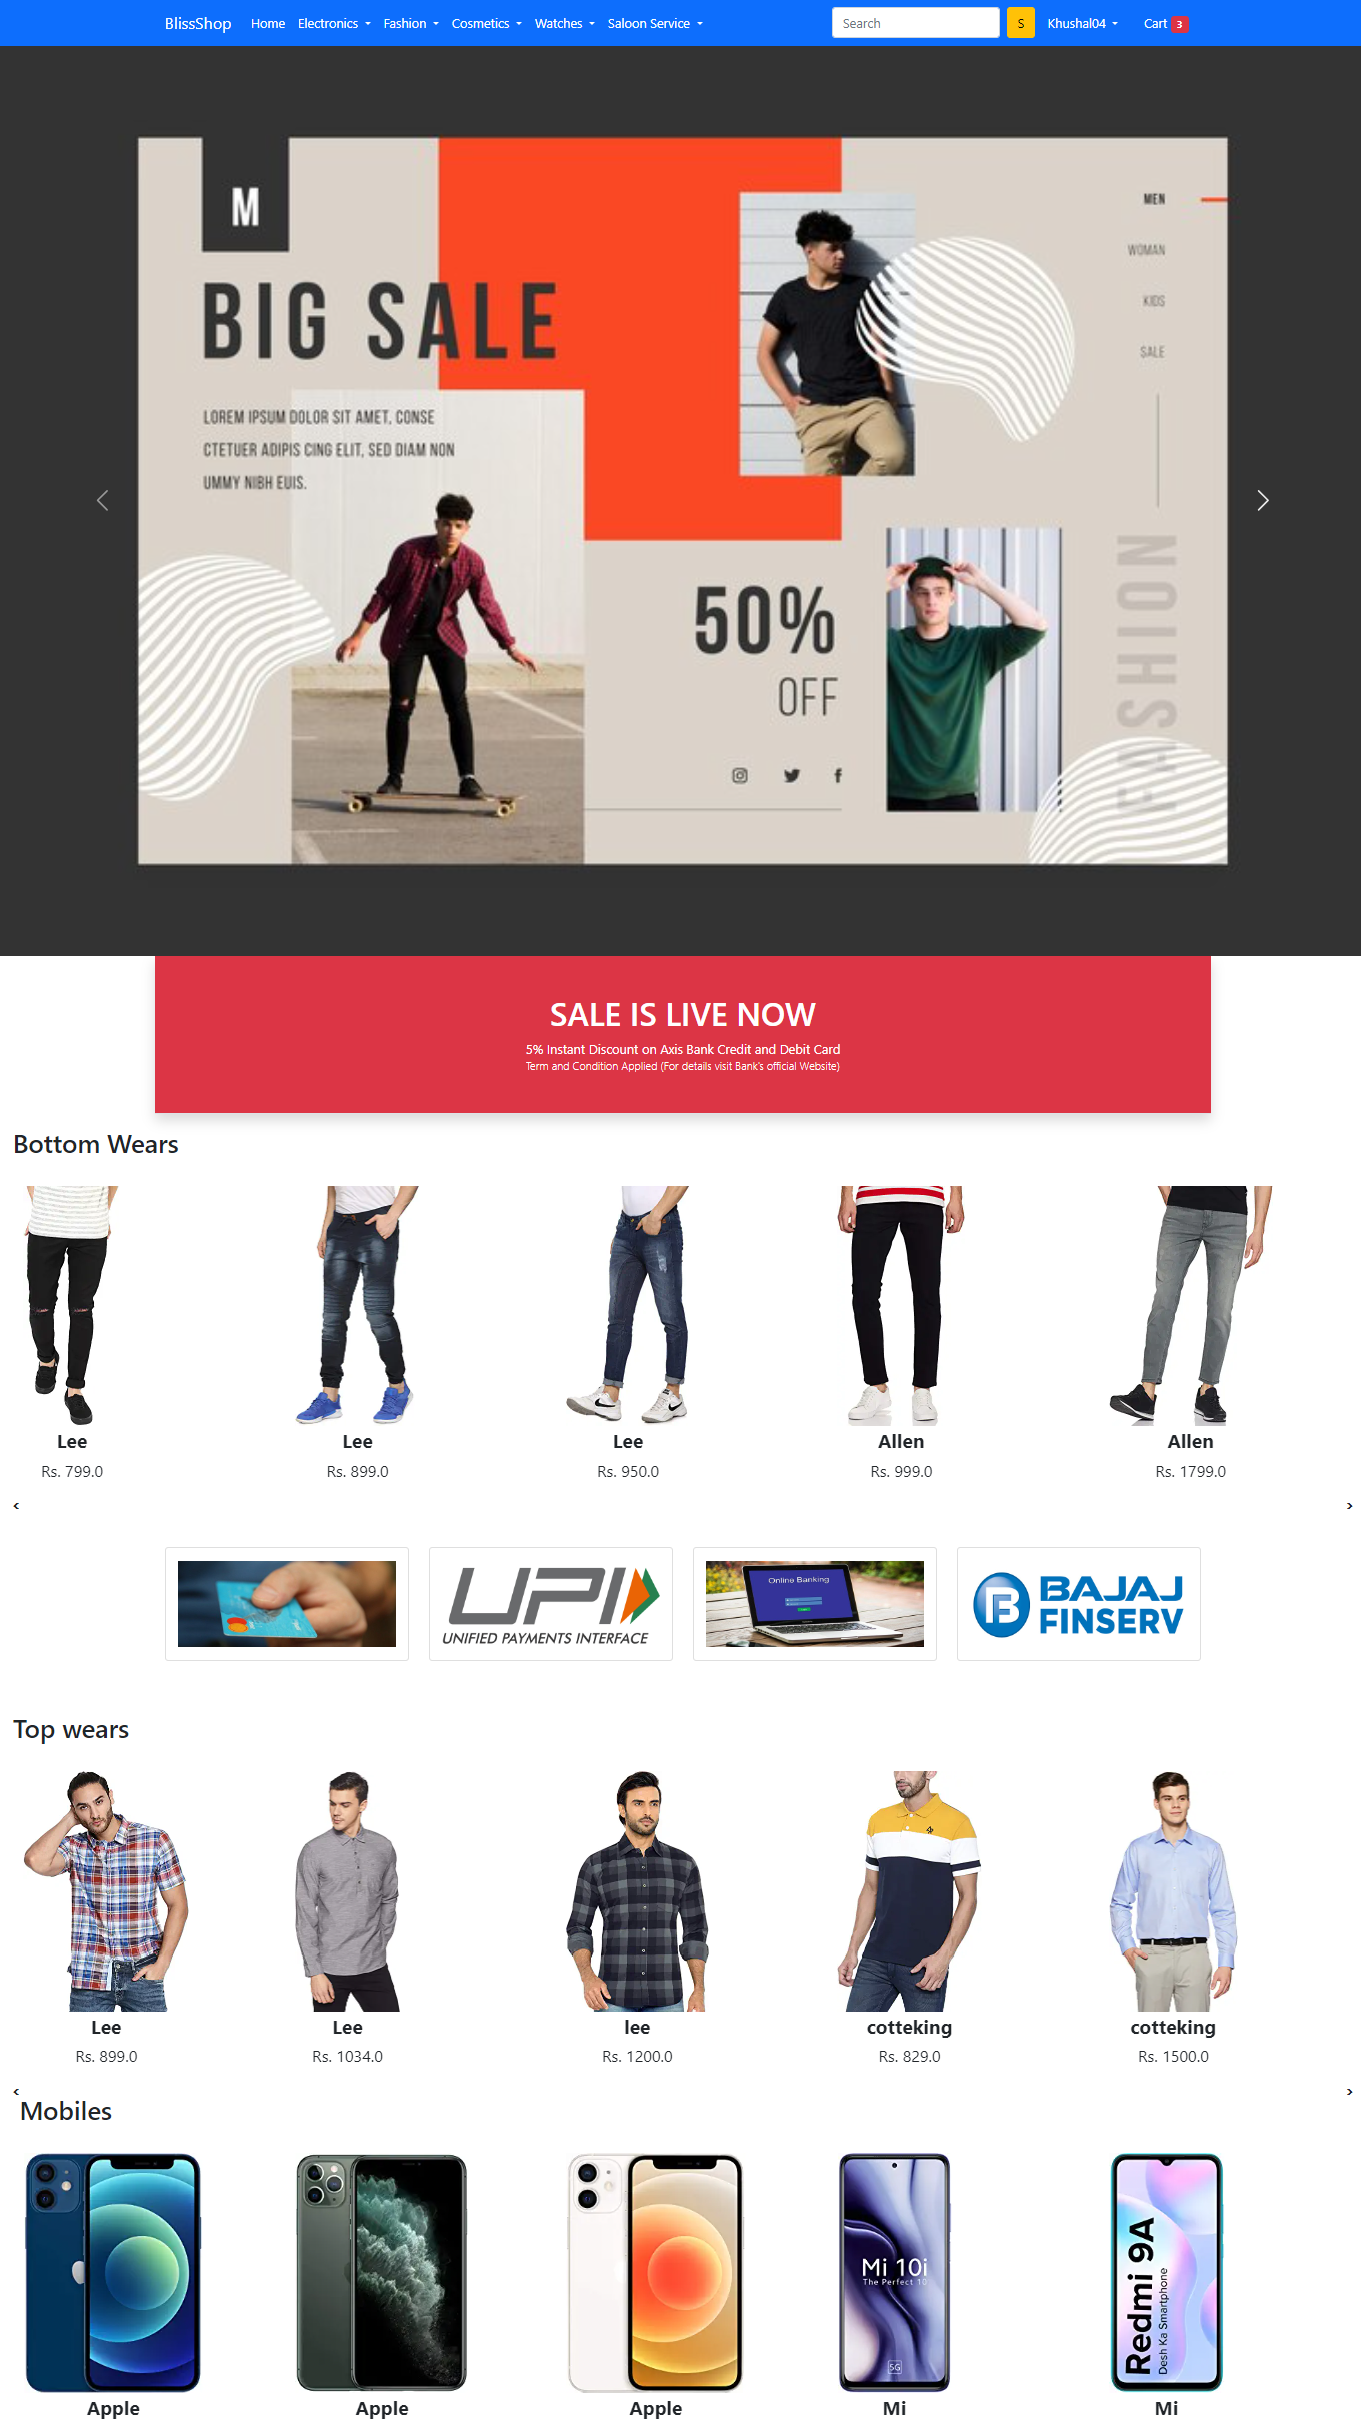 BlissShop Home Electronics Fashion Cosmetics Watches Saloon Service Search S Khushal04 Cart 3
M
BIG SALE
LOREM IPSUM DOLOR SIT AMET, CONSE
CTETUER ADIPIS CING ELIT, SED DIAM NON
UMMY NIBH EUIS.
MEN
WOMAN
KIDS
SALE
50%
OFF
FASHION
SALE IS LIVE NOW
5% Instant Discount on Axis Bank Credit and Debit Card
Term and Condition Applied (For details visit Bank's official Website)
Bottom Wears
Lee Lee Lee Allen Allen
Rs. 799.0 Rs. 899.0 Rs. 950.0 Rs. 999.0 Rs. 1799.0
‹ ›
UPI
UNIFIED PAYMENTS INTERFACE
Online Banking
B BAJAJ
FINSERV
Top wears
Lee Lee lee cotteking cotteking
Rs. 899.0 Rs. 1034.0 Rs. 1200.0 Rs. 829.0 Rs. 1500.0
‹ ›
Mobiles
Mi 10i
The Perfect 10
5G
Redmi 9A
Desh Ka Smartphone
Apple Apple Apple Mi Mi